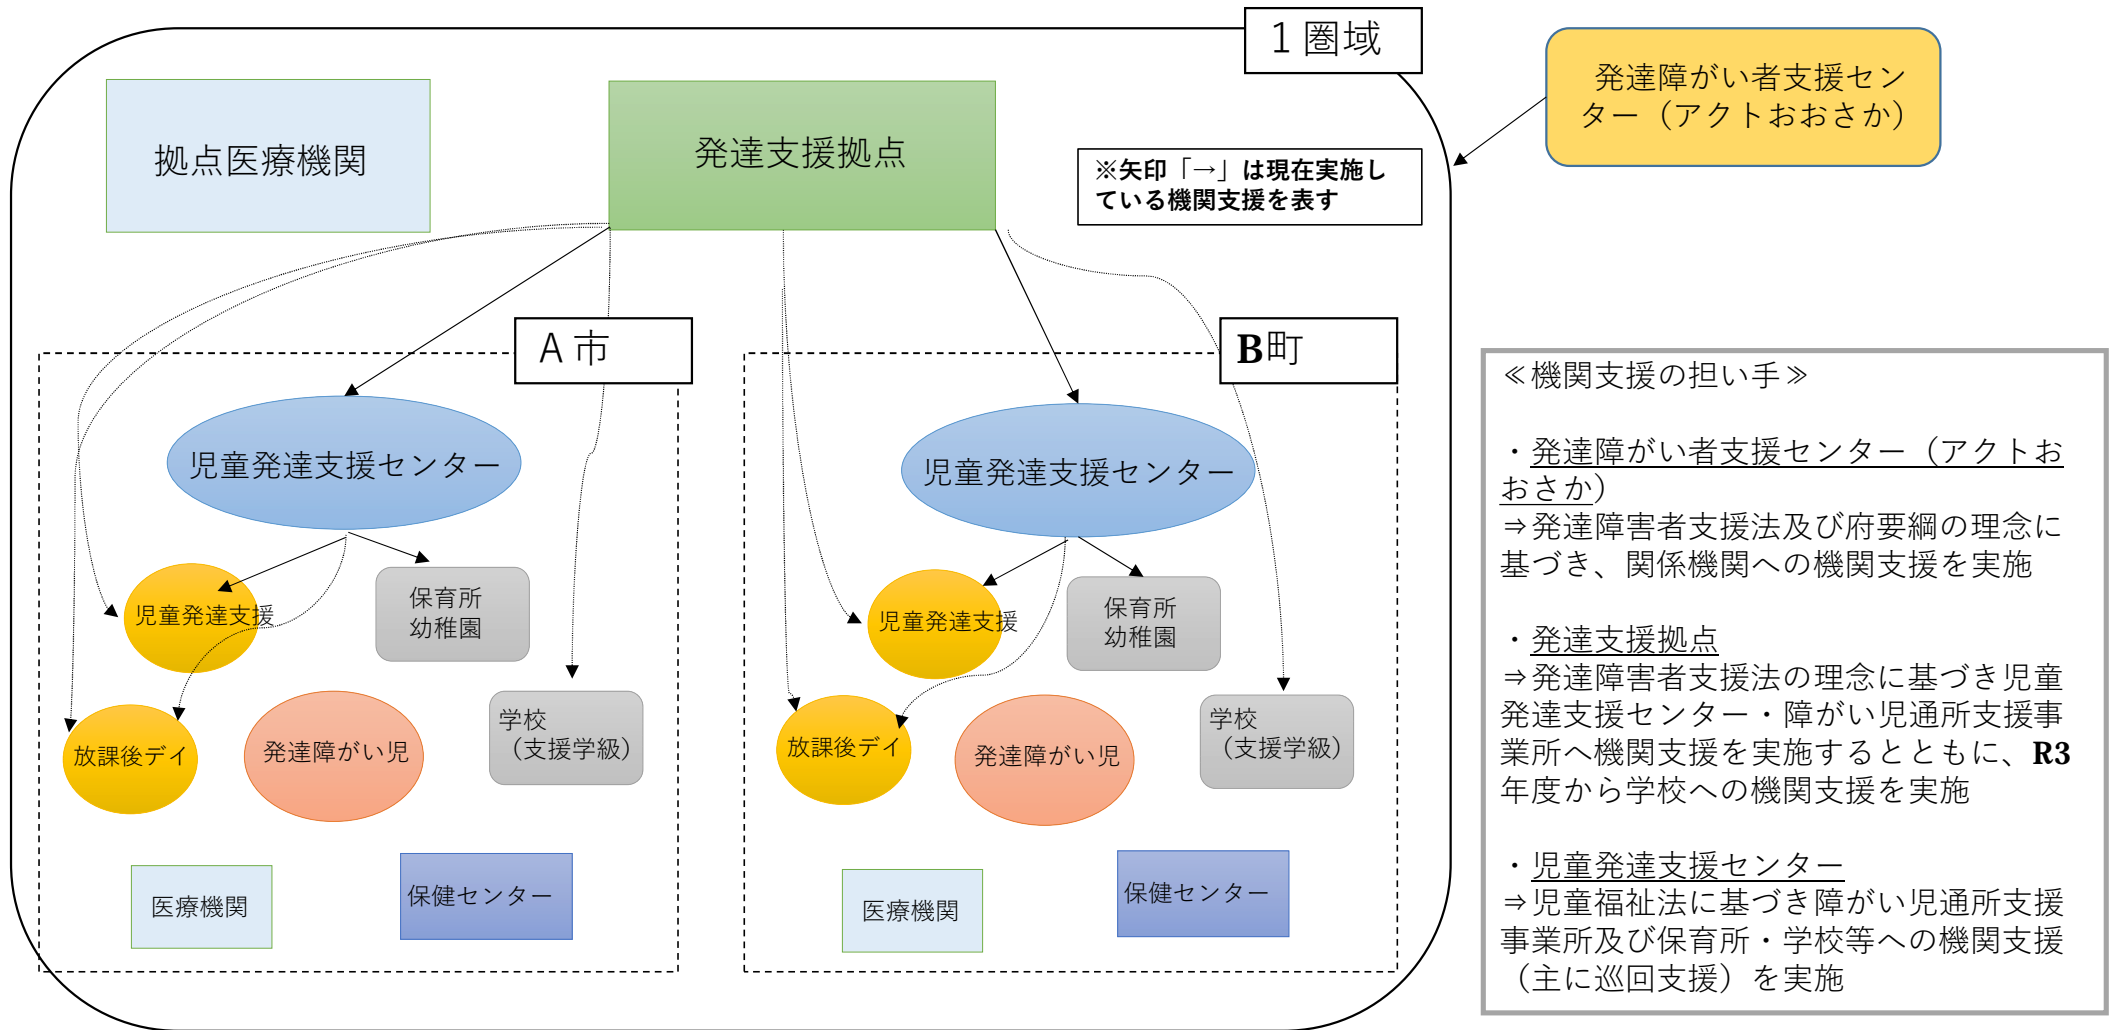 １圏域
発達障がい者支援セン
ター（アクトおおさか）
拠点医療機関
発達支援拠点
※矢印「→」は現在実施し
ている機関支援を表す
Ａ市
児童発達支援センター
児童発達支援
保育所
幼稚園
放課後デイ
発達障がい児
学校
（支援学級）
医療機関
保健センター
B町
児童発達支援センター
児童発達支援
保育所
幼稚園
放課後デイ
発達障がい児
学校
（支援学級）
医療機関
保健センター
≪機関支援の担い手≫
・発達障がい者支援センター（アクトお
おさか）
⇒発達障害者支援法及び府要綱の理念に
基づき、関係機関への機関支援を実施
・発達支援拠点
⇒発達障害者支援法の理念に基づき児童
発達支援センター・障がい児通所支援事
業所へ機関支援を実施するとともに、R3
年度から学校への機関支援を実施
・児童発達支援センター
⇒児童福祉法に基づき障がい児通所支援
事業所及び保育所・学校等への機関支援
（主に巡回支援）を実施